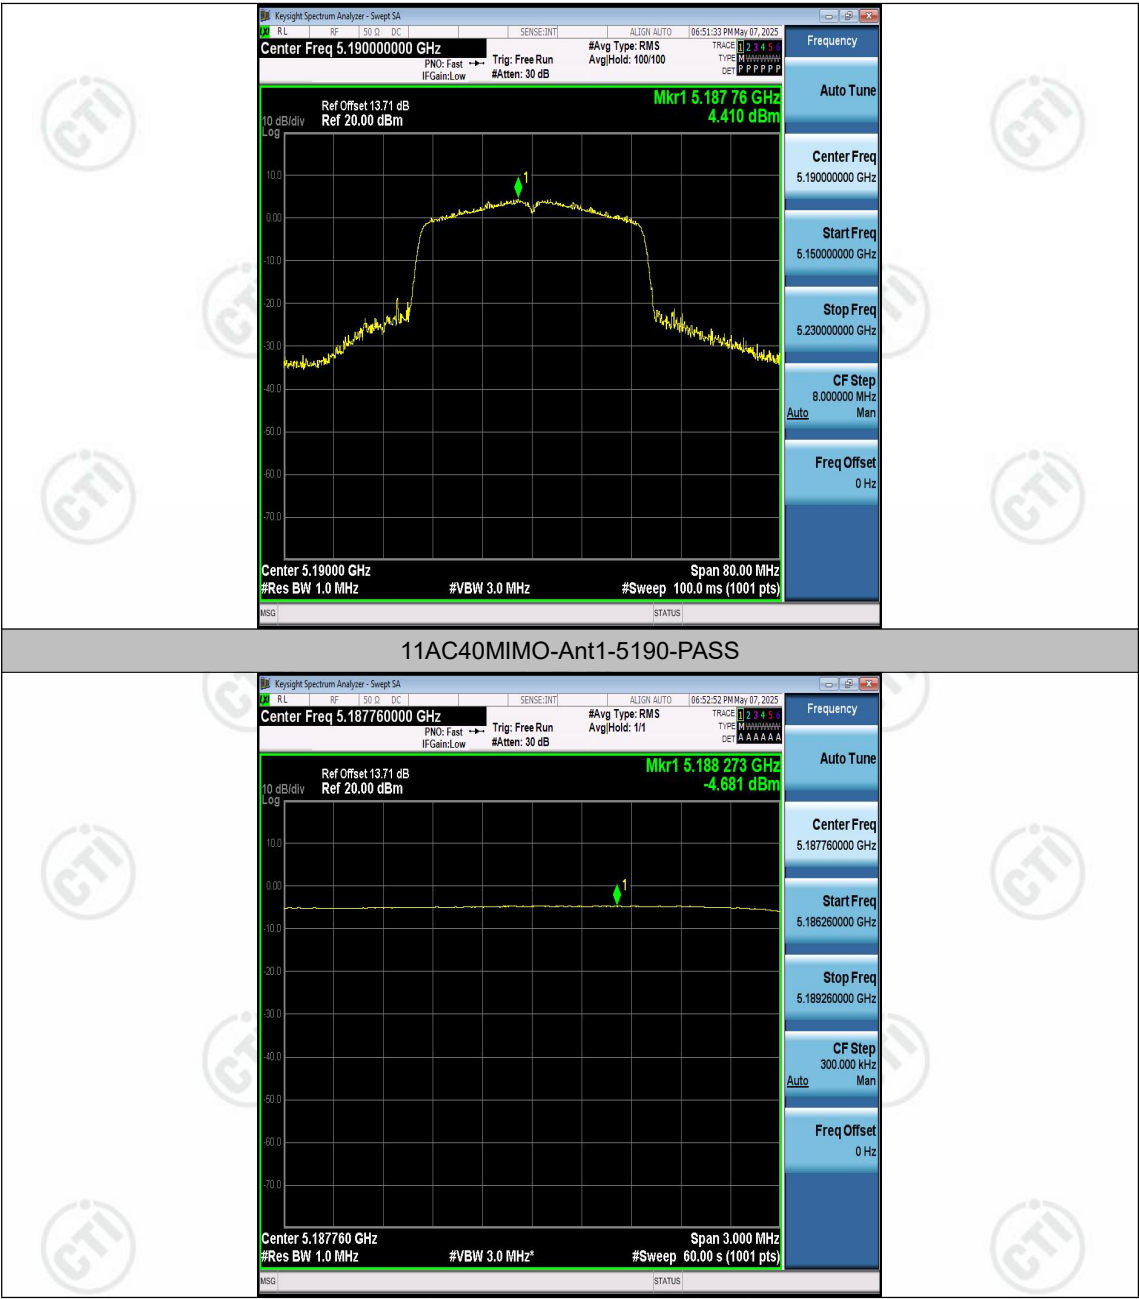 Keysight Spectrum Analyzer - Swept SA
RL RF 50 Ω DC SENSE:INT ALIGN AUTO 06:51:33 PM May 07, 2025
Center Freq 5.190000000 GHz
PNO: Fast
IFGain:Low
Trig: Free Run
#Atten: 30 dB
#Avg Type: RMS
Avg|Hold: 100/100
TRACE 1 2 3 4 5 6
TYPE M
DET P P P P P P
Frequency
Mkr1 5.187 76 GHz
4.410 dBm
Ref Offset 13.71 dB
10 dB/div Ref 20.00 dBm
Log
10.0
0.00
-10.0
-20.0
-30.0
-40.0
-50.0
-60.0
-70.0
1
Center 5.19000 GHz Span 80.00 MHz
#Res BW 1.0 MHz #VBW 3.0 MHz #Sweep 100.0 ms (1001 pts)
MSG STATUS
Auto Tune
Center Freq
5.190000000 GHz
Start Freq
5.150000000 GHz
Stop Freq
5.230000000 GHz
CF Step
8.000000 MHz
Auto Man
Freq Offset
0 Hz
11AC40MIMO-Ant1-5190-PASS
Keysight Spectrum Analyzer - Swept SA
RL RF 50 Ω DC SENSE:INT ALIGN AUTO 06:52:52 PM May 07, 2025
Center Freq 5.187760000 GHz
PNO: Fast
IFGain:Low
Trig: Free Run
#Atten: 30 dB
#Avg Type: RMS
Avg|Hold: 1/1
TRACE 1 2 3 4 5 6
TYPE M
DET A A A A A A
Frequency
Mkr1 5.188 273 GHz
-4.681 dBm
Ref Offset 13.71 dB
10 dB/div Ref 20.00 dBm
Log
10.0
0.00
-10.0
-20.0
-30.0
-40.0
-50.0
-60.0
-70.0
1
Center 5.187760 GHz Span 3.000 MHz
#Res BW 1.0 MHz #VBW 3.0 MHz* #Sweep 60.00 s (1001 pts)
MSG STATUS
Auto Tune
Center Freq
5.187760000 GHz
Start Freq
5.186260000 GHz
Stop Freq
5.189260000 GHz
CF Step
300.000 kHz
Auto Man
Freq Offset
0 Hz
CTI
CTI
CTI
CTI
CTI
CTI
CTI
CTI
CTI
CTI
CTI
CTI